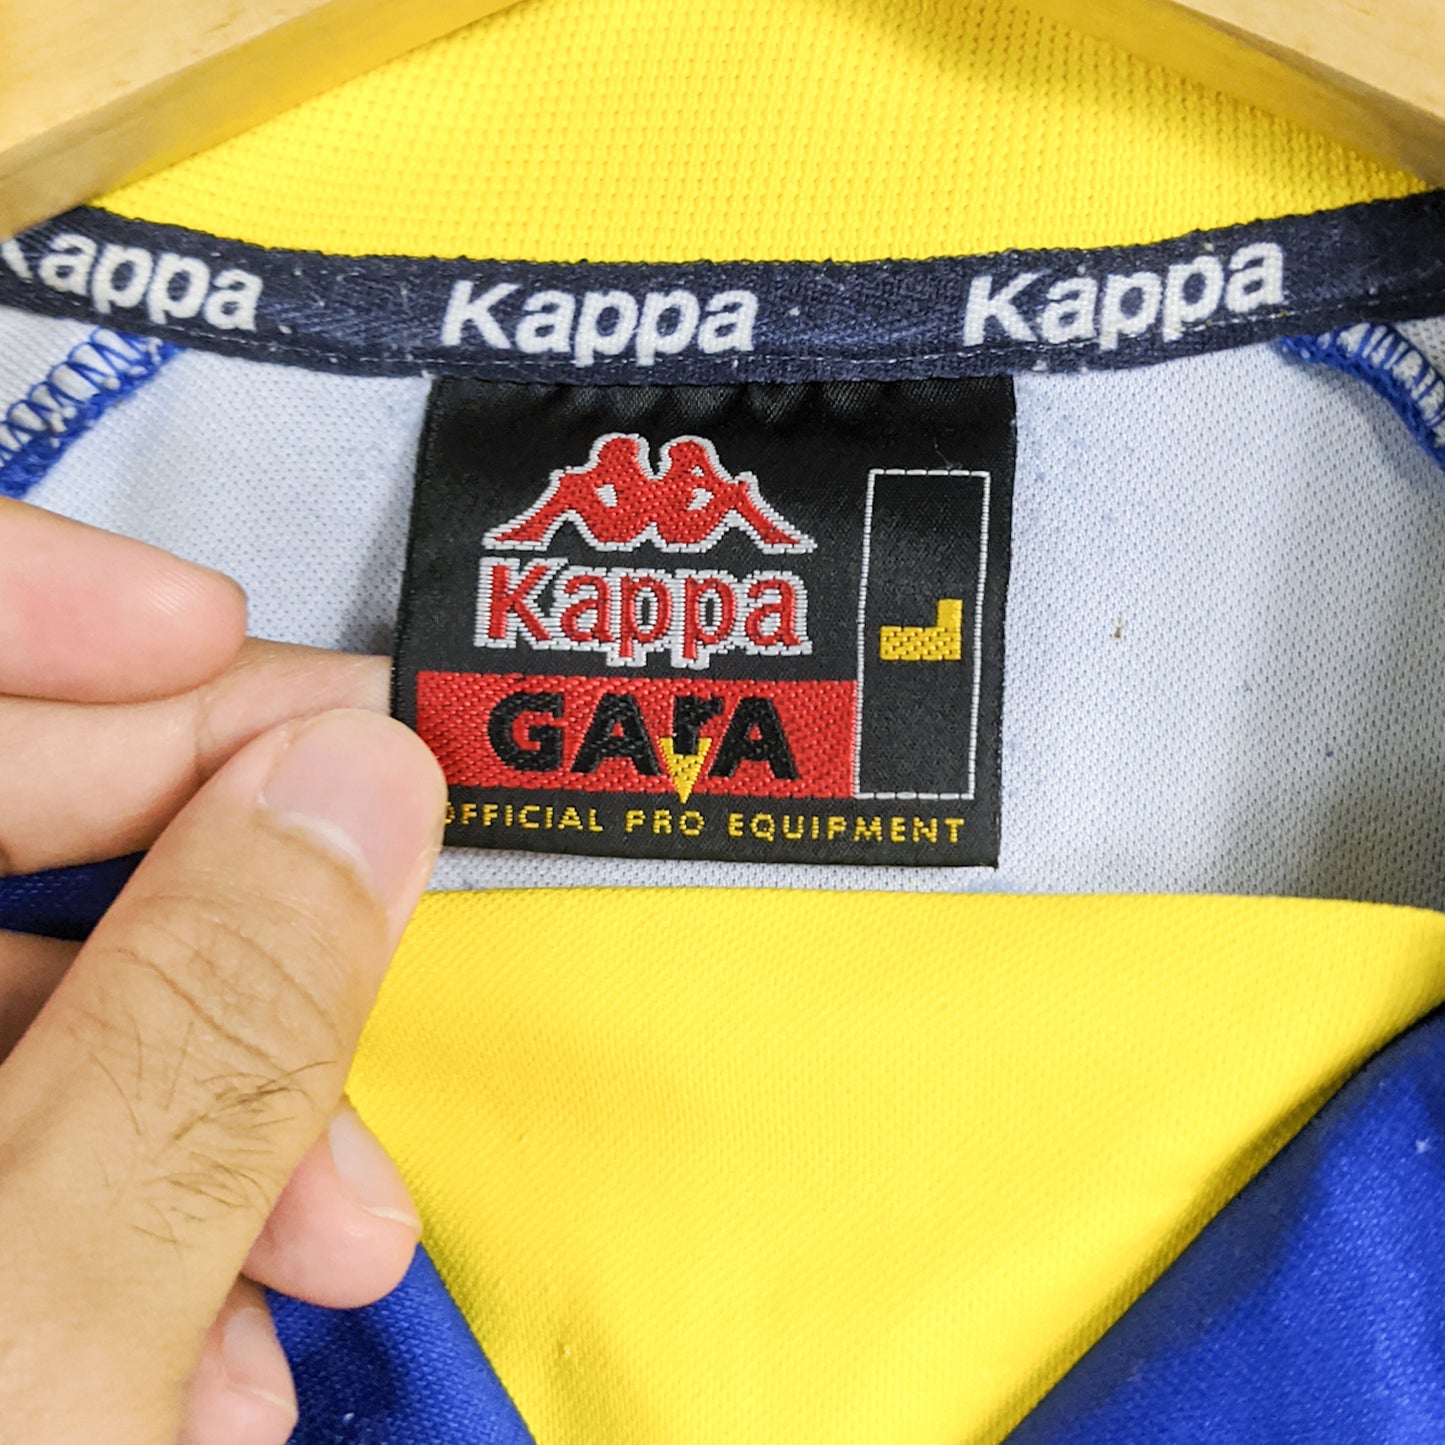 Kappa Kappa Kappa
Kappa
GArA
L
OFFICIAL PRO EQUIPMENT